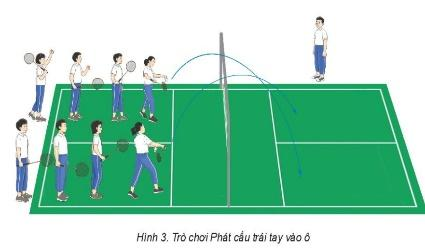 Hình 3. Trò chơi Phát cầu trái tay vào ô